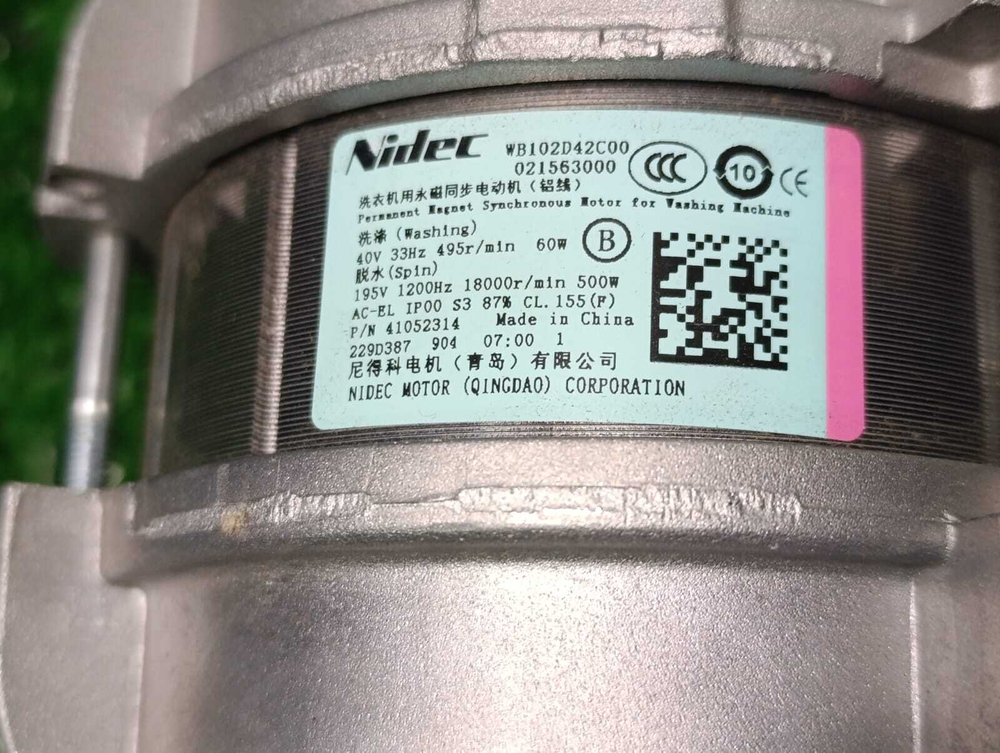 Nidec WB102D42C00
021563000
CCC 10 CE
洗衣机用永磁同步电动机（铝线）
Permanent Magnet Synchronous Motor for Washing Machine
洗涤 (Washing)
40V 33Hz 495r/min 60W B
脱水(Spin)
195V 1200Hz 18000r/min 500W
AC-EL IP00 S3 87% CL.155(F)
P/N 41052314 Made in China
229D387 904 07:00 1
尼得科电机（青岛）有限公司
NIDEC MOTOR (QINGDAO) CORPORATION